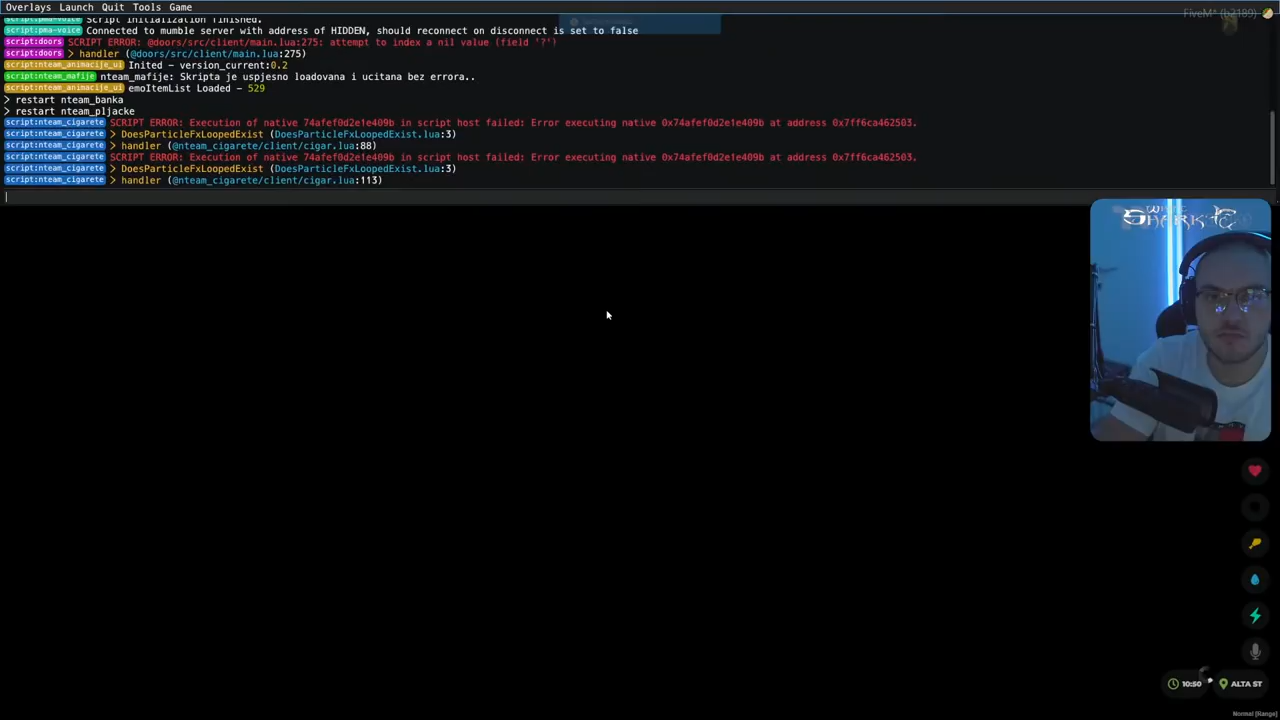 Overlays Launch Quit Tools Game
FiveM* (b2189)
script:pma-voice Script initialization finished.
script:pma-voice Connected to mumble server with address of HIDDEN, should reconnect on disconnect is set to false
script:doors SCRIPT ERROR: @doors/src/client/main.lua:275: attempt to index a nil value (field '?')
script:doors > handler (@doors/src/client/main.lua:275)
script:nteam_animacije_ui Inited - version_current:0.2
script:nteam_mafije nteam_mafije: Skripta je uspjesno loadovana i ucitana bez errora..
script:nteam_animacije_ui emoItemList Loaded - 529
> restart nteam_banka
> restart nteam_pljacke
script:nteam_cigarete SCRIPT ERROR: Execution of native 74afef0d2e1e409b in script host failed: Error executing native 0x74afef0d2e1e409b at address 0x7ff6ca462503.
script:nteam_cigarete > DoesParticleFxLoopedExist (DoesParticleFxLoopedExist.lua:3)
script:nteam_cigarete > handler (@nteam_cigarete/client/cigar.lua:88)
script:nteam_cigarete SCRIPT ERROR: Execution of native 74afef0d2e1e409b in script host failed: Error executing native 0x74afef0d2e1e409b at address 0x7ff6ca462503.
script:nteam_cigarete > DoesParticleFxLoopedExist (DoesParticleFxLoopedExist.lua:3)
script:nteam_cigarete > handler (@nteam_cigarete/client/cigar.lua:113)
10:50
ALTA ST
Normal [Range]